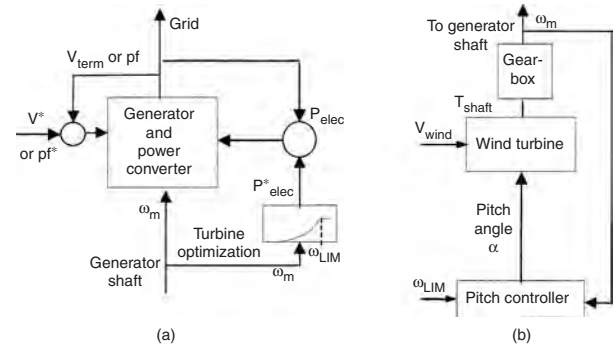 Grid
V_term or pf
V*
or pf*
Generator
and
power
converter
P_elec
P*_elec
ω_m
Turbine
optimization
ω_LIM
ω_m
Generator
shaft
(a)
To generator
shaft
ω_m
Gear-
box
T_shaft
V_wind
Wind turbine
Pitch
angle
α
ω_LIM
Pitch controller
(b)